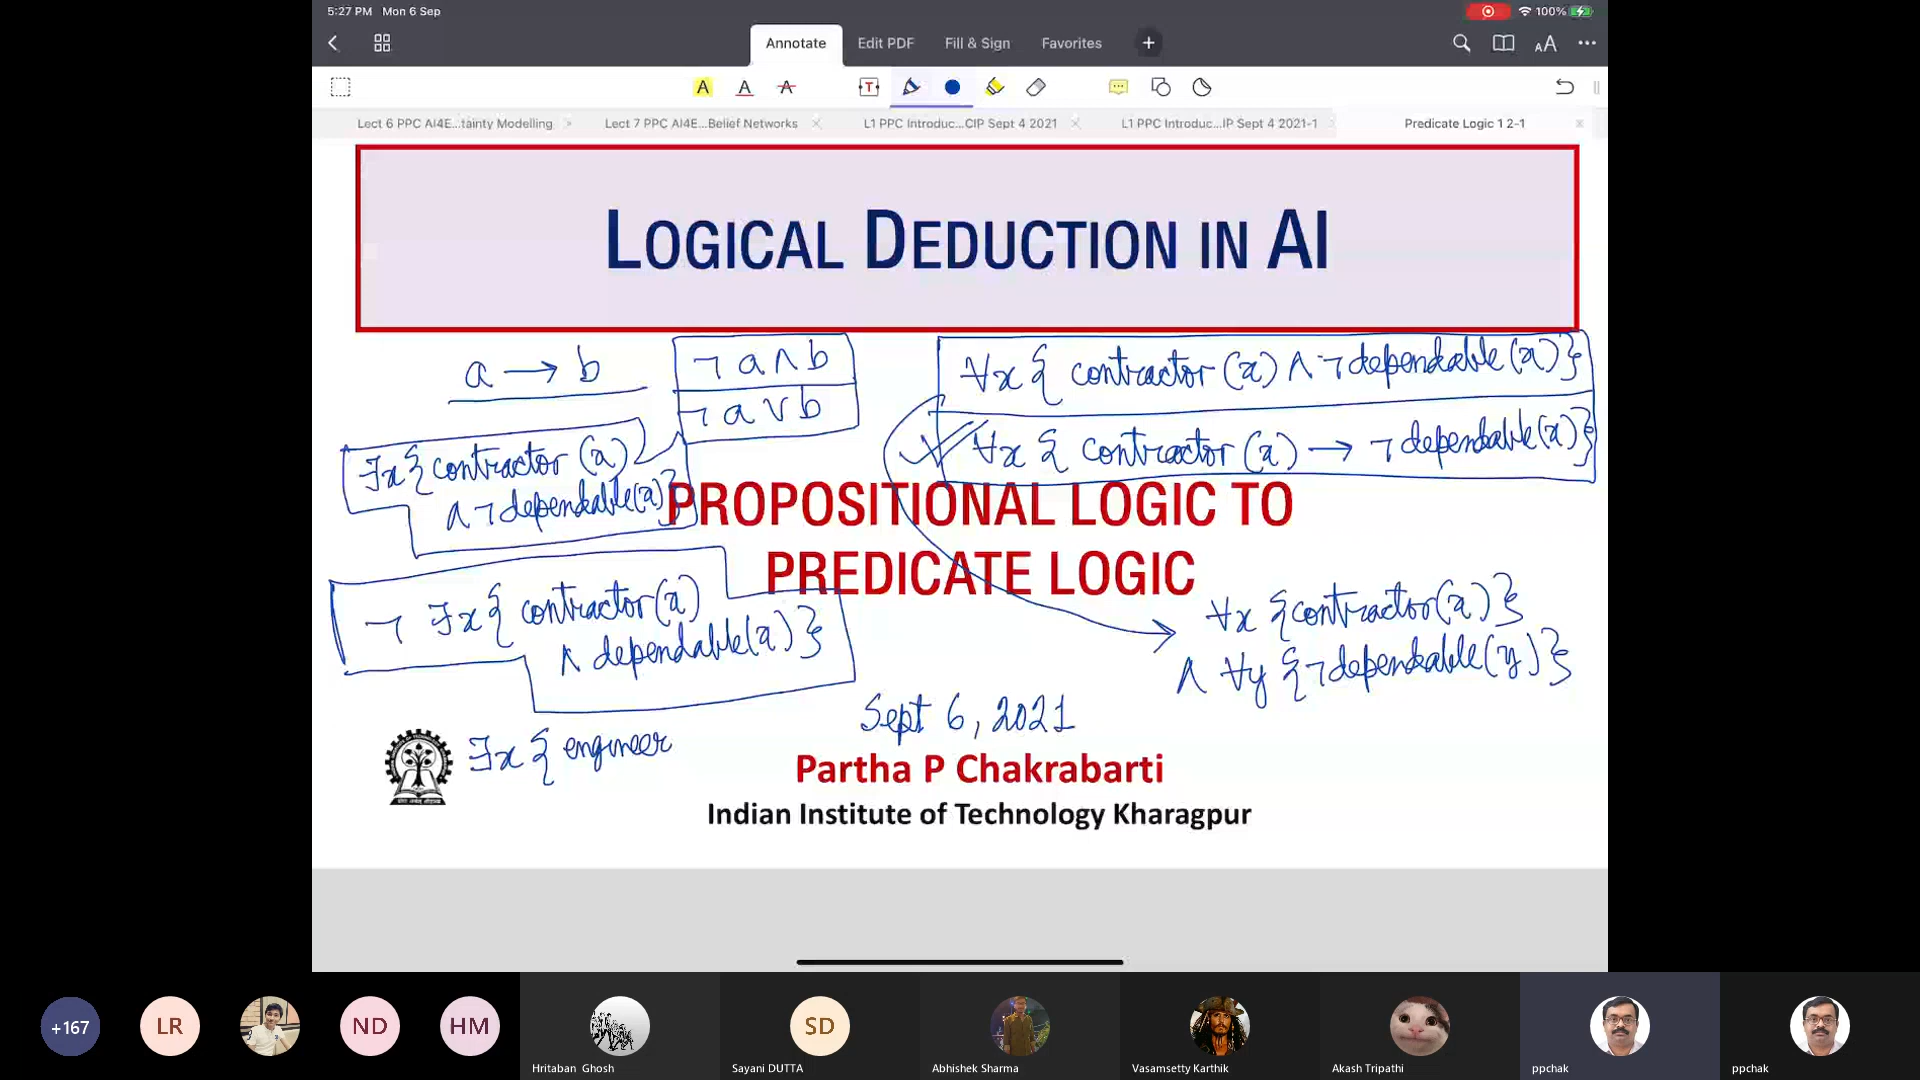 5:27 PM Mon 6 Sep
100%
Annotate Edit PDF Fill & Sign Favorites +
AA
A A A T
Lect 6 PPC AI4E...tainty Modelling Lect 7 PPC AI4E...Belief Networks L1 PPC Introduc...CIP Sept 4 2021 L1 PPC Introduc...IP Sept 4 2021-1 Predicate Logic 1 2-1
LOGICAL DEDUCTION IN AI
a → b
¬ a ∧ b
¬ a ∨ b
∀x { contractor (x) ∧ ¬ dependable (x) }
∀x { contractor (x) → ¬ dependable (x) }
∃x { contractor (x)
∧ ¬ dependable (x) }
PROPOSITIONAL LOGIC TO
PREDICATE LOGIC
¬ ∃x { contractor (x)
∧ dependable (x) }
∀x { contractor (x) }
∧ ∀y { ¬ dependable (y) }
Sept 6, 2021
∃x { engineer
Partha P Chakrabarti
Indian Institute of Technology Kharagpur
+167 LR ND HM SD
Hritaban Ghosh Sayani DUTTA Abhishek Sharma Vasamsetty Karthik Akash Tripathi ppchak ppchak